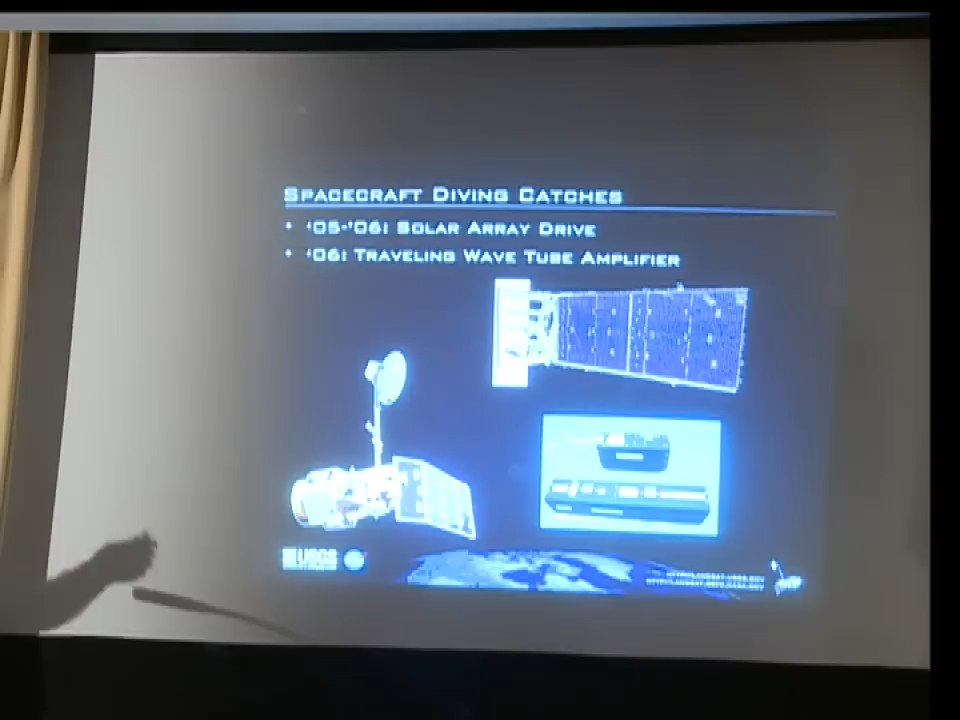 SPACECRAFT DIVING CATCHES
• '05-'06: SOLAR ARRAY DRIVE
• '06: TRAVELING WAVE TUBE AMPLIFIER
USGS